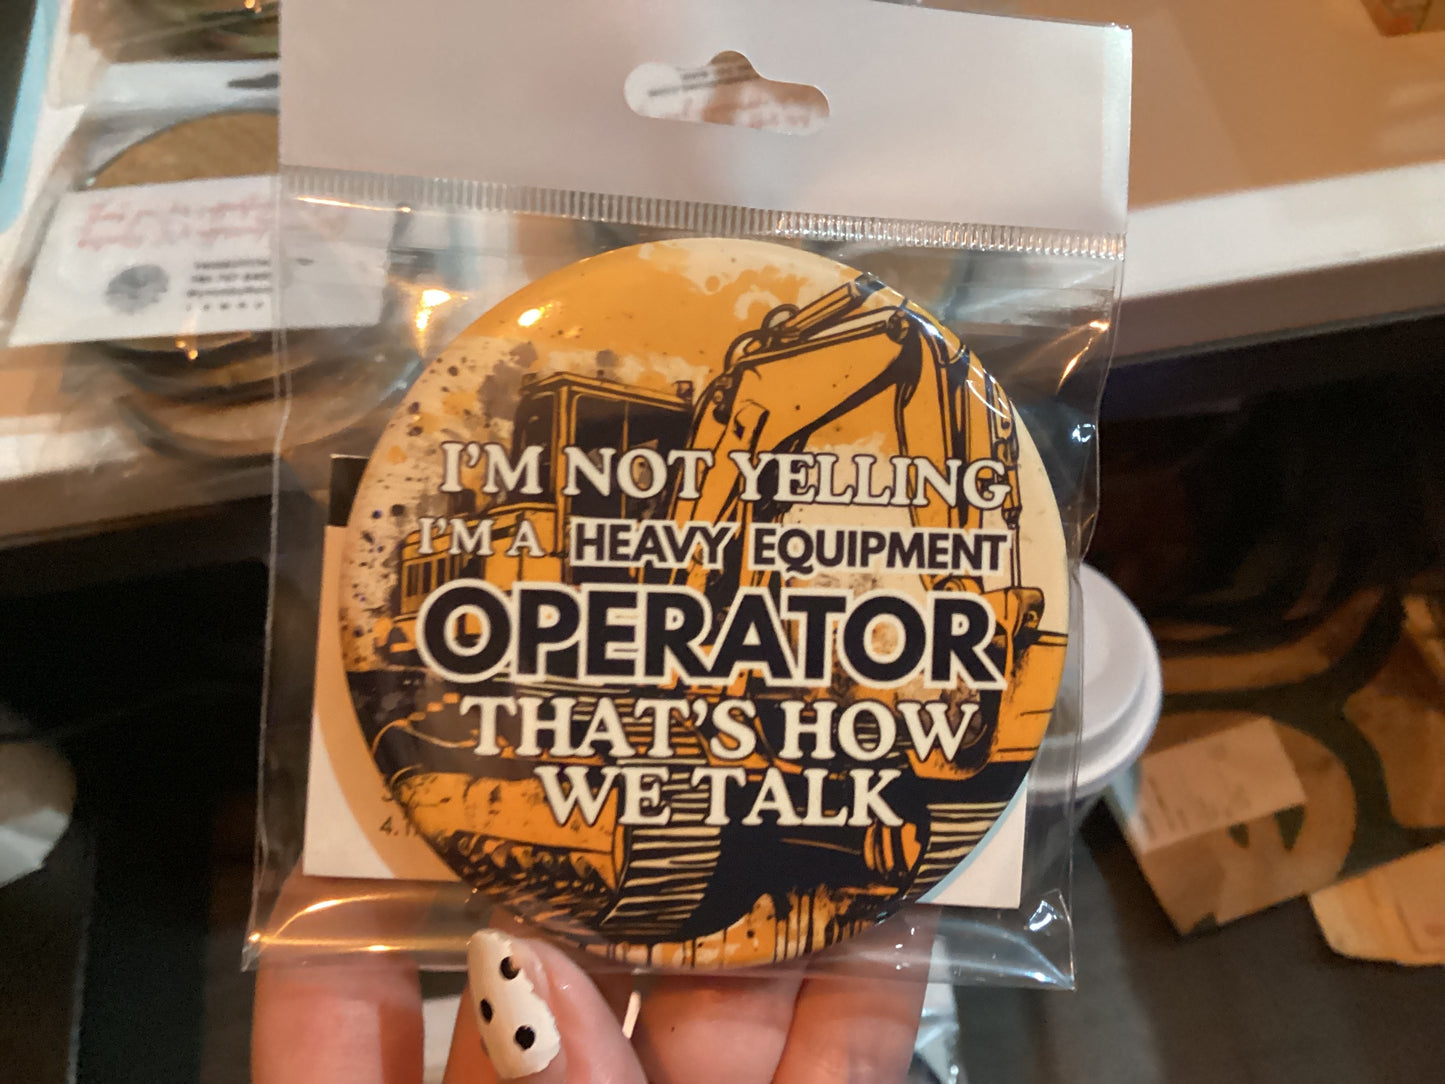 I'M NOT YELLING
I'M A HEAVY EQUIPMENT
OPERATOR
THAT'S HOW
WE TALK